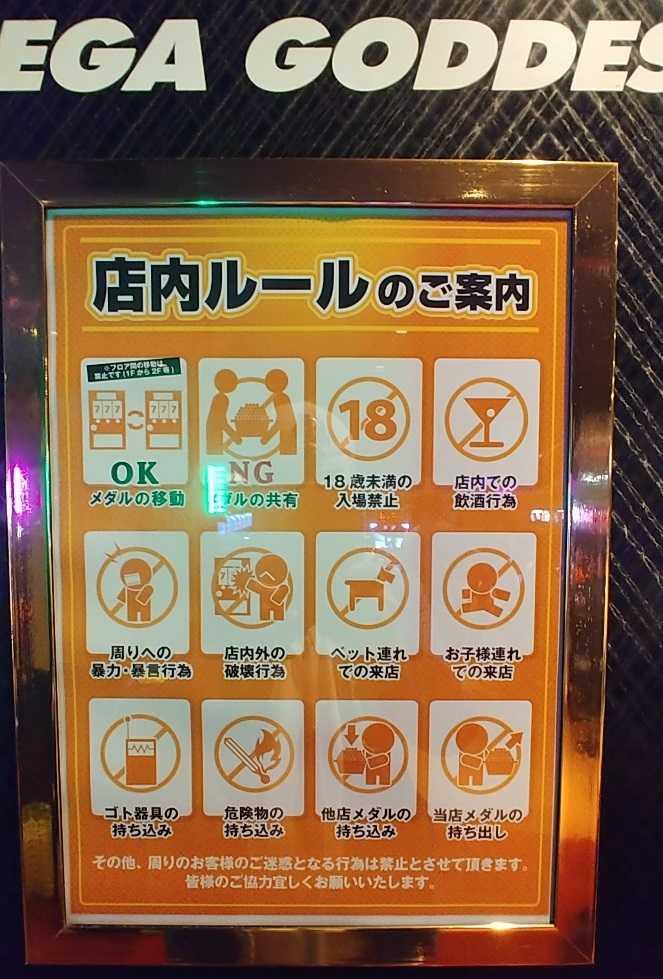 EGA GODDES
店内ルールのご案内
※フロア間の移動は
禁止です(1Fから2F等)
777 777
OK
メダルの移動
NG
ダルの共有
18
18歳未満の
入場禁止
店内での
飲酒行為
周りへの
暴力・暴言行為
店内外の
破壊行為
ペット連れ
での来店
お子様連れ
での来店
ゴト器具の
持ち込み
危険物の
持ち込み
他店メダルの
持ち込み
当店メダルの
持ち出し
その他、周りのお客様のご迷惑となる行為は禁止とさせて頂きます。
皆様のご協力宜しくお願いいたします。